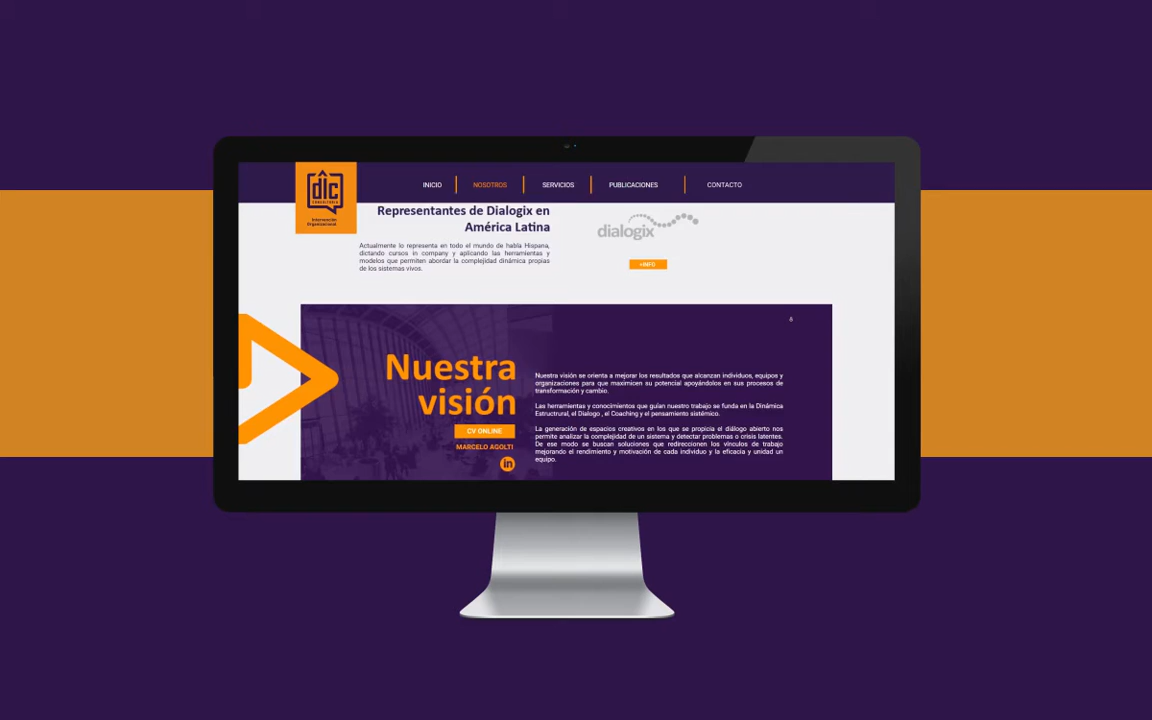 dic
CONSULTORIA
Intervención
Organizacional
INICIO
NOSOTROS
SERVICIOS
PUBLICACIONES
CONTACTO
Representantes de Dialogix en
América Latina
Actualmente lo representa en todo el mundo de habla Hispana,
dictando cursos in company y aplicando las herramientas y
modelos que permiten abordar la complejidad dinámica propias
de los sistemas vivos.
dialogix
+INFO
Nuestra
visión
CV ONLINE
MARCELO AGOLTI
in
Nuestra visión se orienta a mejorar los resultados que alcanzan individuos, equipos y
organizaciones para que maximicen su potencial apoyándolos en sus procesos de
transformación y cambio.
Las herramientas y conocimientos que guían nuestro trabajo se funda en la Dinámica
Estructrural, el Dialogo , el Coaching y el pensamiento sistémico.
La generación de espacios creativos en los que se propicia el diálogo abierto nos
permite analizar la complejidad de un sistema y detectar problemas o crisis latentes.
De ese modo se buscan soluciones que redireccionen los vínculos de trabajo
mejorando el rendimiento y motivación de cada individuo y la eficacia y unidad un
equipo.